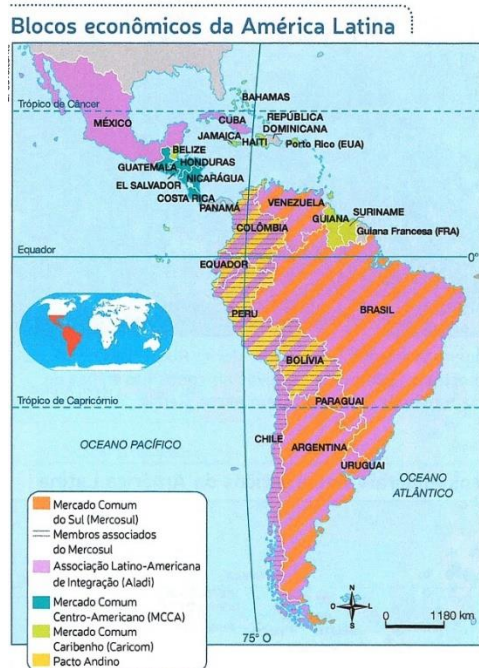 Blocos econômicos da América Latina
Trópico de Câncer
BAHAMAS
MÉXICO
CUBA
REPÚBLICA
DOMINICANA
JAMAICA
HAITI
Porto Rico (EUA)
BELIZE
GUATEMALA
HONDURAS
NICARÁGUA
EL SALVADOR
COSTA RICA
PANAMÁ
VENEZUELA
GUIANA
SURINAME
Guiana Francesa (FRA)
COLÔMBIA
Equador
0°
EQUADOR
PERU
BRASIL
BOLÍVIA
Trópico de Capricórnio
PARAGUAI
OCEANO PACÍFICO
CHILE
ARGENTINA
URUGUAI
OCEANO
ATLÂNTICO
Mercado Comum
do Sul (Mercosul)
Membros associados
do Mercosul
Associação Latino-Americana
de Integração (Aladi)
Mercado Comum
Centro-Americano (MCCA)
Mercado Comum
Caribenho (Caricom)
Pacto Andino
N
O
L
S
0
1180 km
75° O